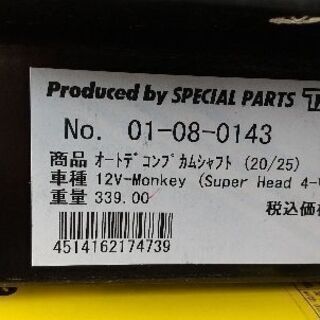 Produced by SPECIAL PARTS
No. 01-08-0143
商品 ｵｰﾄﾃﾞｺﾝﾌﾟｶﾑｼｬﾌﾄ (20/25)
車種 12V-Monkey (Super Head 4-
重量 339.00
税込価
4514162174739